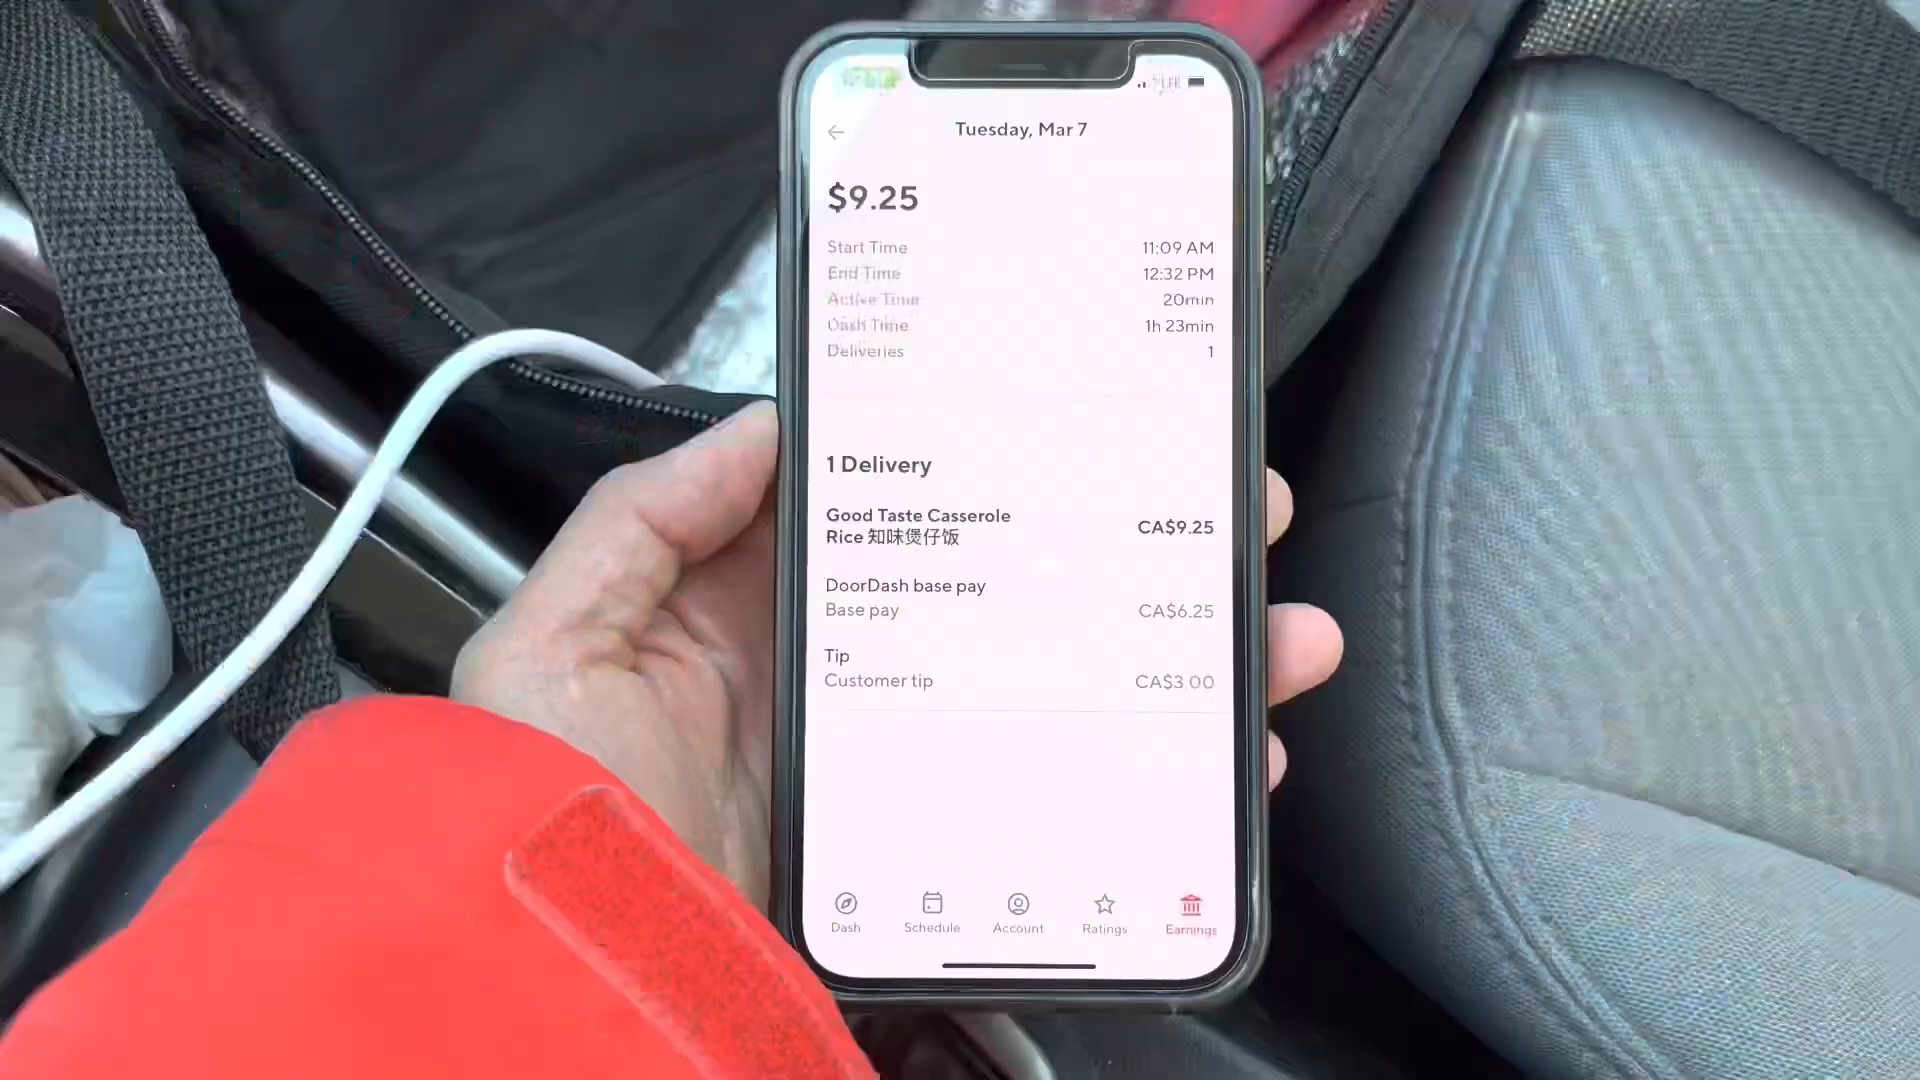 Tuesday, Mar 7
$9.25
Start Time 11:09 AM
End Time 12:32 PM
Active Time 20min
Dash Time 1h 23min
Deliveries 1
1 Delivery
Good Taste Casserole
Rice 知味煲仔饭 CA$9.25
DoorDash base pay
Base pay CA$6.25
Tip
Customer tip CA$3.00
Dash Schedule Account Ratings Earnings